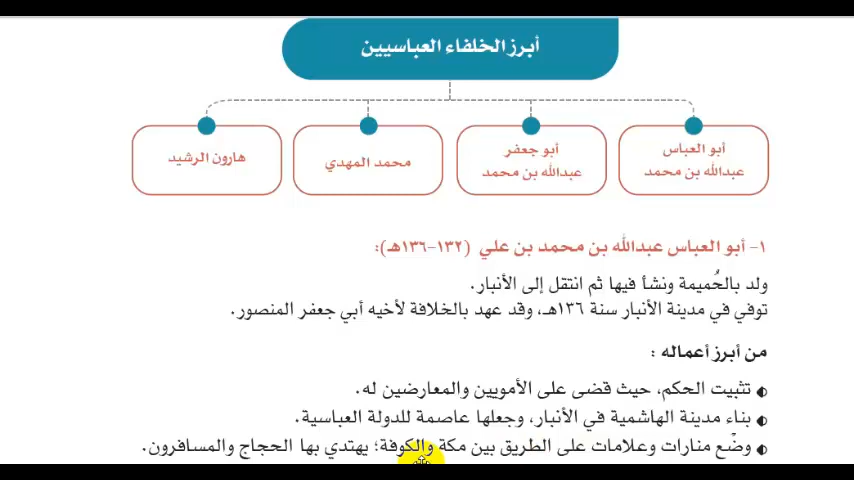 أبرز الخلفاء العباسيين
أبو العباس
عبدالله بن محمد
أبو جعفر
عبدالله بن محمد
محمد المهدي
هارون الرشيد
١- أبو العباس عبدالله بن محمد بن علي (١٣٢-١٣٦هـ):
ولد بالحُميمة ونشأ فيها ثم انتقل إلى الأنبار.
توفي في مدينة الأنبار سنة ١٣٦هـ، وقد عهد بالخلافة لأخيه أبي جعفر المنصور.
من أبرز أعماله :
تثبيت الحكم، حيث قضى على الأمويين والمعارضين له.
بناء مدينة الهاشمية في الأنبار، وجعلها عاصمة للدولة العباسية.
وضْع منارات وعلامات على الطريق بين مكة والكوفة؛ يهتدي بها الحجاج والمسافرون.